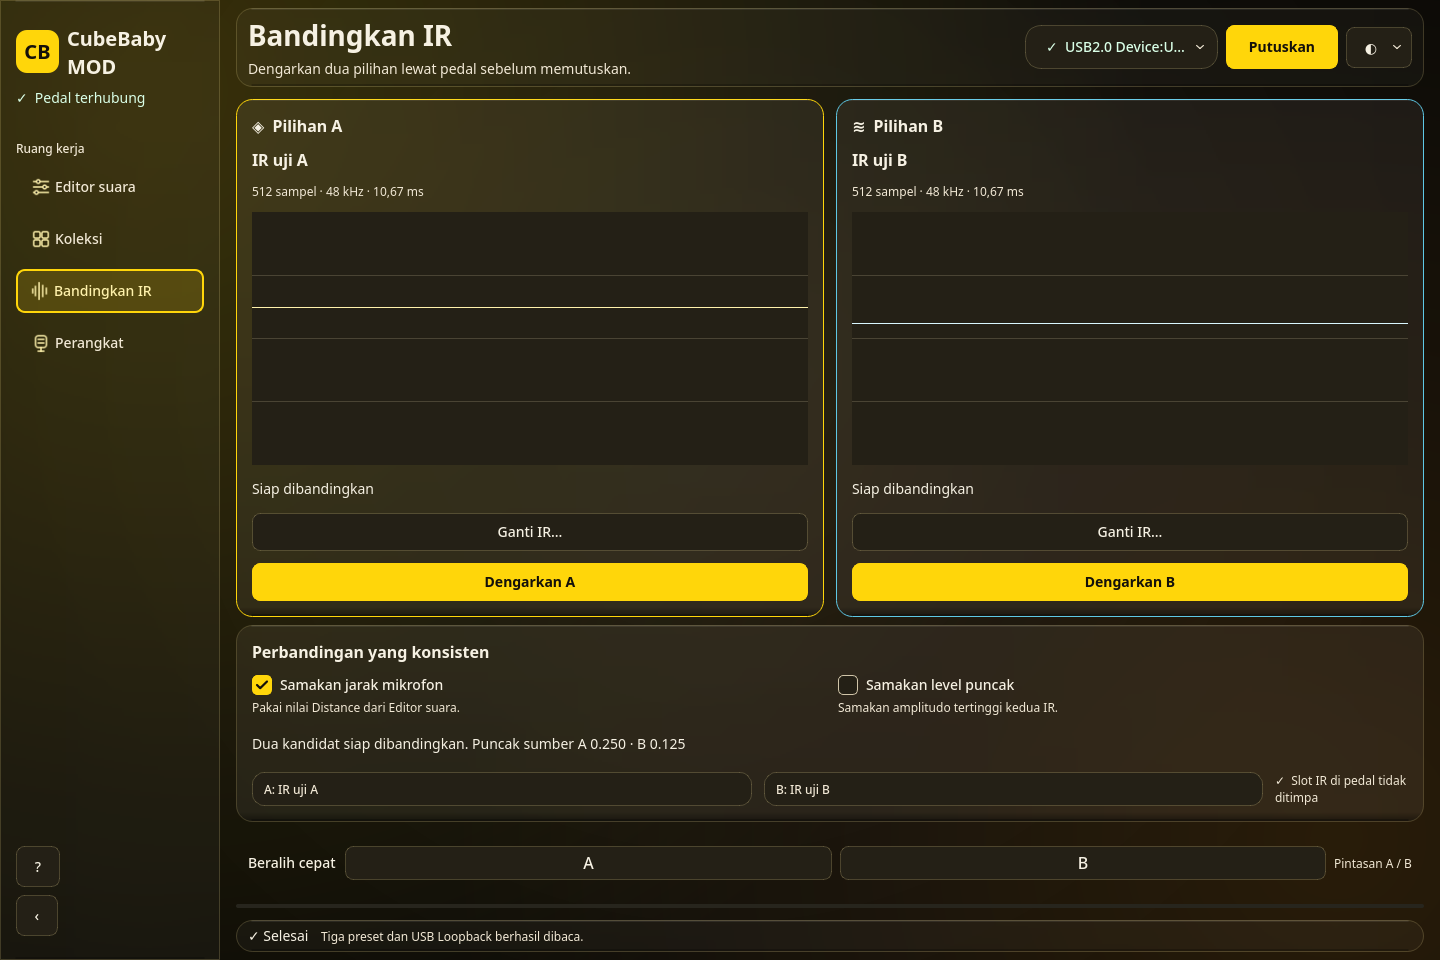 CB
CubeBaby
MOD
✓ Pedal terhubung
Ruang kerja
Editor suara
Koleksi
Bandingkan IR
Perangkat
?
‹
Bandingkan IR
Dengarkan dua pilihan lewat pedal sebelum memutuskan.
✓ USB2.0 Device:U...
Putuskan
◈ Pilihan A
IR uji A
512 sampel · 48 kHz · 10,67 ms
Siap dibandingkan
Ganti IR...
Dengarkan A
≋ Pilihan B
IR uji B
512 sampel · 48 kHz · 10,67 ms
Siap dibandingkan
Ganti IR...
Dengarkan B
Perbandingan yang konsisten
Samakan jarak mikrofon
Pakai nilai Distance dari Editor suara.
Samakan level puncak
Samakan amplitudo tertinggi kedua IR.
Dua kandidat siap dibandingkan. Puncak sumber A 0.250 · B 0.125
A: IR uji A
B: IR uji B
✓ Slot IR di pedal tidak
ditimpa
Beralih cepat
A
B
Pintasan A / B
✓ Selesai Tiga preset dan USB Loopback berhasil dibaca.